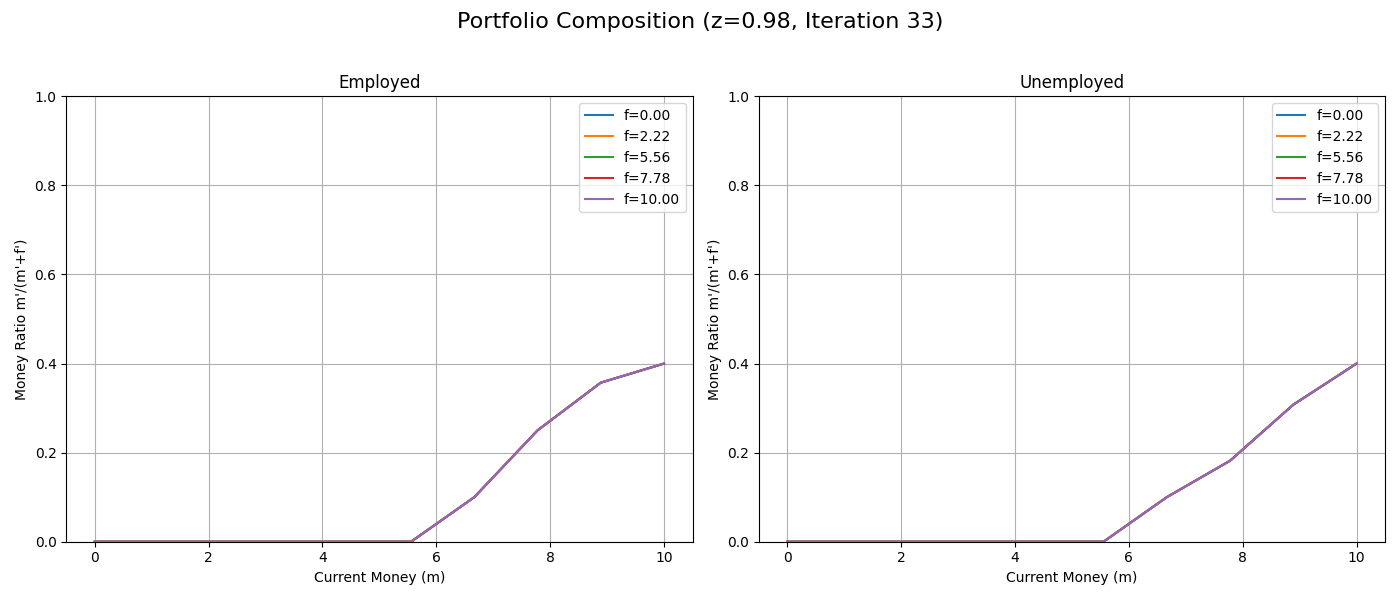 Portfolio Composition (z=0.98, Iteration 33)
Employed
Money Ratio m'/(m'+f')
1.0
0.8
0.6
0.4
0.2
0.0
f=0.00
f=2.22
f=5.56
f=7.78
f=10.00
0 2 4 6 8 10
Current Money (m)
Unemployed
Money Ratio m'/(m'+f')
1.0
0.8
0.6
0.4
0.2
0.0
f=0.00
f=2.22
f=5.56
f=7.78
f=10.00
0 2 4 6 8 10
Current Money (m)